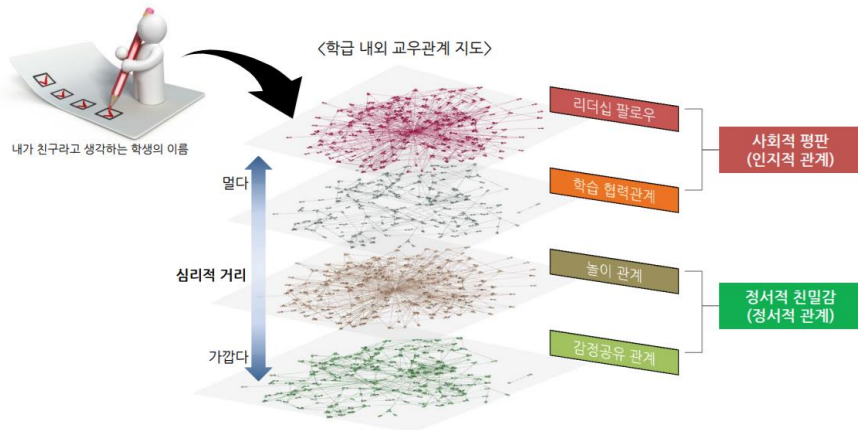 <학급 내외 교우관계 지도>
내가 친구라고 생각하는 학생의 이름
멀다
심리적 거리
가깝다
리더십 팔로우
학습 협력관계
놀이 관계
감정공유 관계
사회적 평판
(인지적 관계)
정서적 친밀감
(정서적 관계)